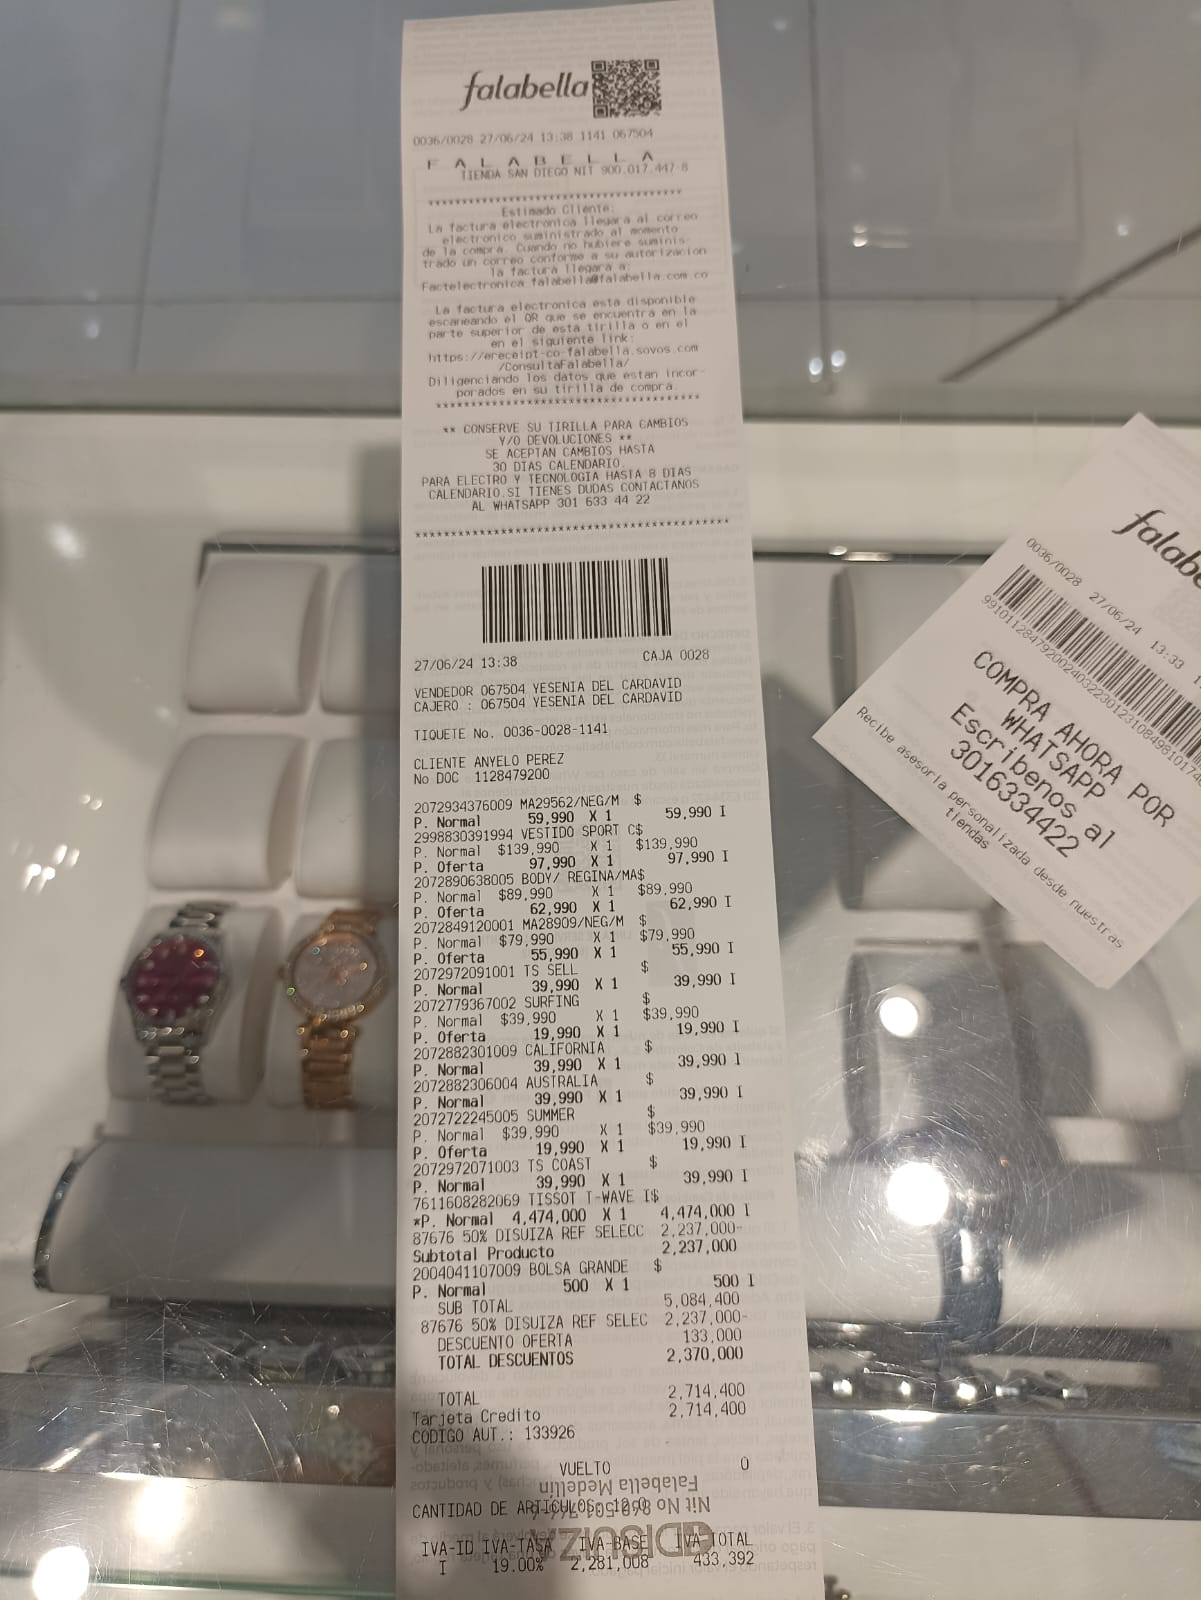 falabella
0036/0028 27/06/24 13:38 1141 067504
F A L A B E L L A
TIENDA SAN DIEGO NIT 900.017.447-8
****************************************
Estimado Cliente:
La factura electronica llegara al correo
electronico suministrado al momento
de la compra. Cuando no hubiere suminis-
trado un correo conforme a su autorizacion
la factura llegara a:
Factelectronica.falabella@falabella.com.co
La factura electronica esta disponible
escaneando el QR que se encuentra en la
parte superior de esta tirilla o en el
en el siguiente link:
https://ereceipt-co-falabella.sovos.com
/ConsultaFalabella/
Diligenciando los datos que estan incor-
porados en su tirilla de compra.
****************************************
** CONSERVE SU TIRILLA PARA CAMBIOS
Y/O DEVOLUCIONES **
SE ACEPTAN CAMBIOS HASTA
30 DIAS CALENDARIO.
PARA ELECTRO Y TECNOLOGIA HASTA 8 DIAS
CALENDARIO.SI TIENES DUDAS CONTACTANOS
AL WHATSAPP 301 633 44 22
****************************************
27/06/24 13:38 CAJA 0028
VENDEDOR 067504 YESENIA DEL CARDAVID
CAJERO : 067504 YESENIA DEL CARDAVID
TIQUETE No. 0036-0028-1141
CLIENTE ANYELO PEREZ
No DOC 1128479200
2072934376009 MA29562/NEG/M $
P. Normal 59,990 X 1 59,990 I
2998830391994 VESTIDO SPORT C$
P. Normal $139,990 X 1 $139,990
P. Oferta 97,990 X 1 97,990 I
2072890638005 BODY/ REGINA/MA$
P. Normal $89,990 X 1 $89,990
P. Oferta 62,990 X 1 62,990 I
2072849120001 MA28909/NEG/M $
P. Normal $79,990 X 1 $79,990
P. Oferta 55,990 X 1 55,990 I
2072972091001 TS SELL $
P. Normal 39,990 X 1 39,990 I
2072779367002 SURFING $
P. Normal $39,990 X 1 $39,990
P. Oferta 19,990 X 1 19,990 I
2072882301009 CALIFORNIA $
P. Normal 39,990 X 1 39,990 I
2072882306004 AUSTRALIA $
P. Normal 39,990 X 1 39,990 I
2072722245005 SUMMER $
P. Normal $39,990 X 1 $39,990
P. Oferta 19,990 X 1 19,990 I
2072972071003 TS COAST $
P. Normal 39,990 X 1 39,990 I
7611608282069 TISSOT T-WAVE I$
*P. Normal 4,474,000 X 1 4,474,000 I
87676 50% DISUIZA REF SELECC 2,237,000-
Subtotal Producto 2,237,000
2004041107009 BOLSA GRANDE $
P. Normal 500 X 1 500 I
SUB TOTAL 5,084,400
87676 50% DISUIZA REF SELEC 2,237,000-
DESCUENTO OFERTA 133,000
TOTAL DESCUENTOS 2,370,000
TOTAL 2,714,400
Tarjeta Credito 2,714,400
CODIGO AUT.: 133926
VUELTO 0
Falabella Medellín
CANTIDAD DE ARTICULOS: 12.0
Nit No
DISUIZA
IVA-ID IVA-TASA IVA-BASE IVA-TOTAL
I 19.00% 2,281,008 433,392
falabe
0036/0028 27/06/24 13:33
COMPRA AHORA POR
WHATSAPP
Escribenos al
3016334422
Recibe asesoria personalizada desde nuestras
tiendas